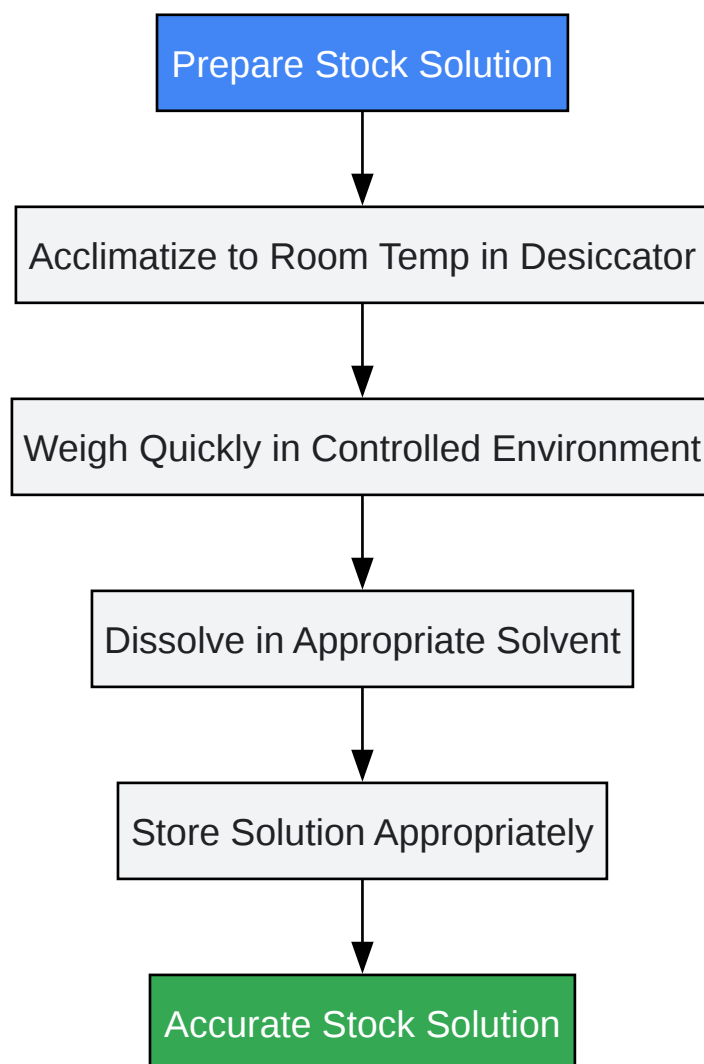 Prepare Stock Solution
Acclimatize to Room Temp in Desiccator
Weigh Quickly in Controlled Environment
Dissolve in Appropriate Solvent
Store Solution Appropriately
Accurate Stock Solution